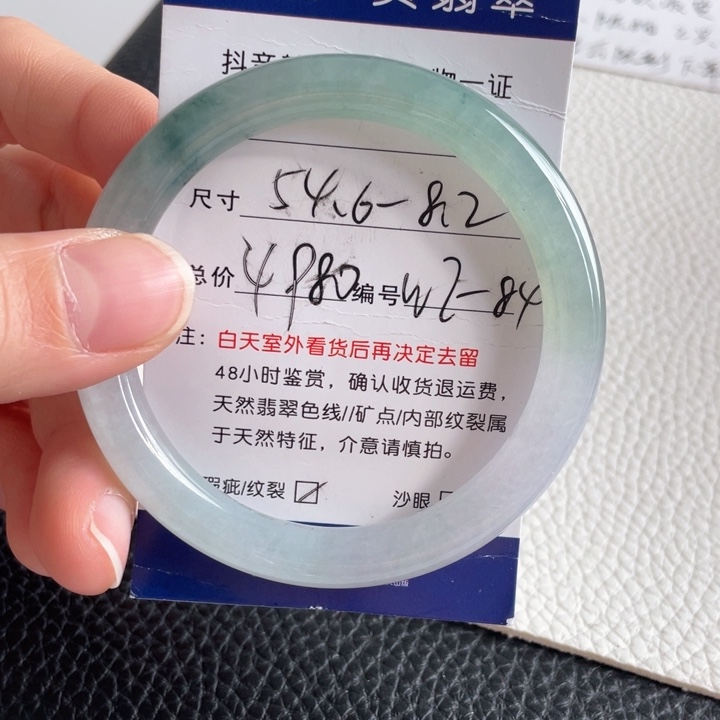 翡翠
抖音 物一证
尺寸 54.6-8.2
总价 4980 编号 W2-84
注：白天室外看货后再决定去留
48小时鉴赏，确认收货退运费，
天然翡翠色线//矿点/内部纹裂属
于天然特征，介意请慎拍。
瑕疵/纹裂 沙眼